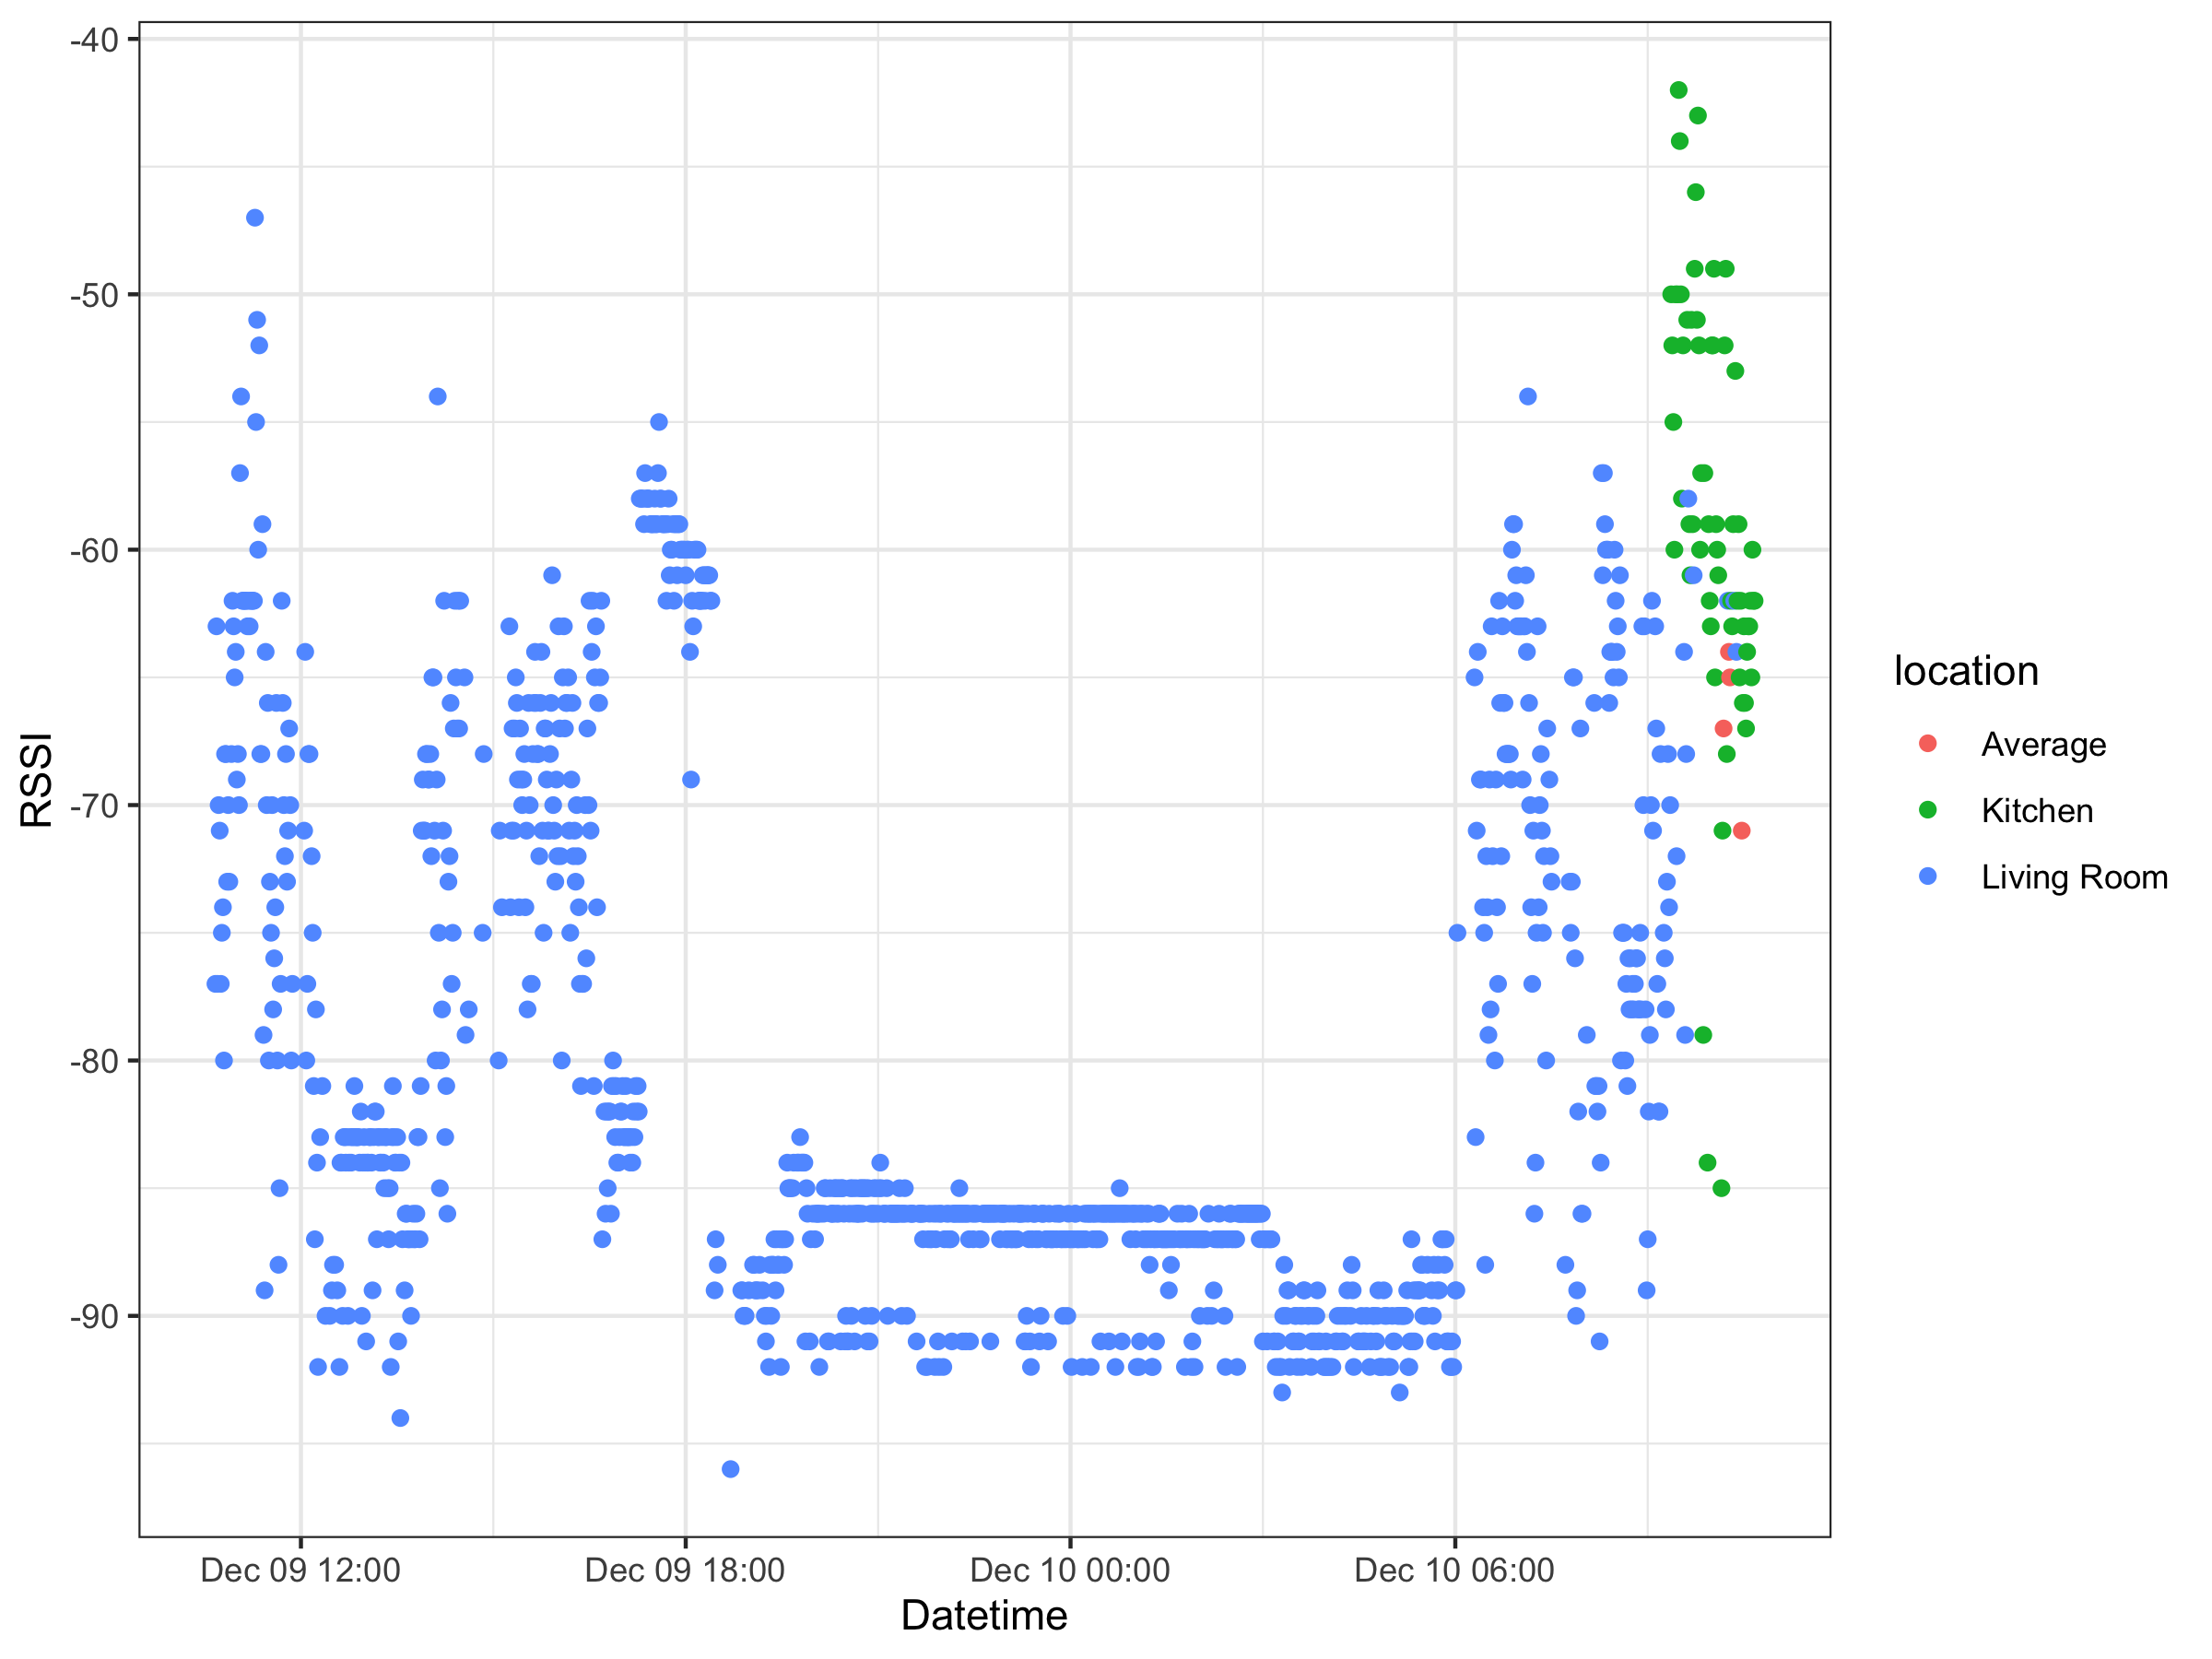 -40
-50
-60
-70
-80
-90
RSSI
Dec 09 12:00
Dec 09 18:00
Dec 10 00:00
Dec 10 06:00
Datetime
location
Average
Kitchen
Living Room